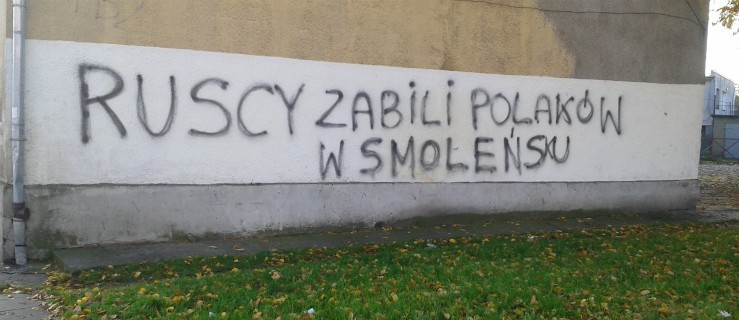 RUSCY ZABILI POLAKÓW
W SMOLEŃSKU